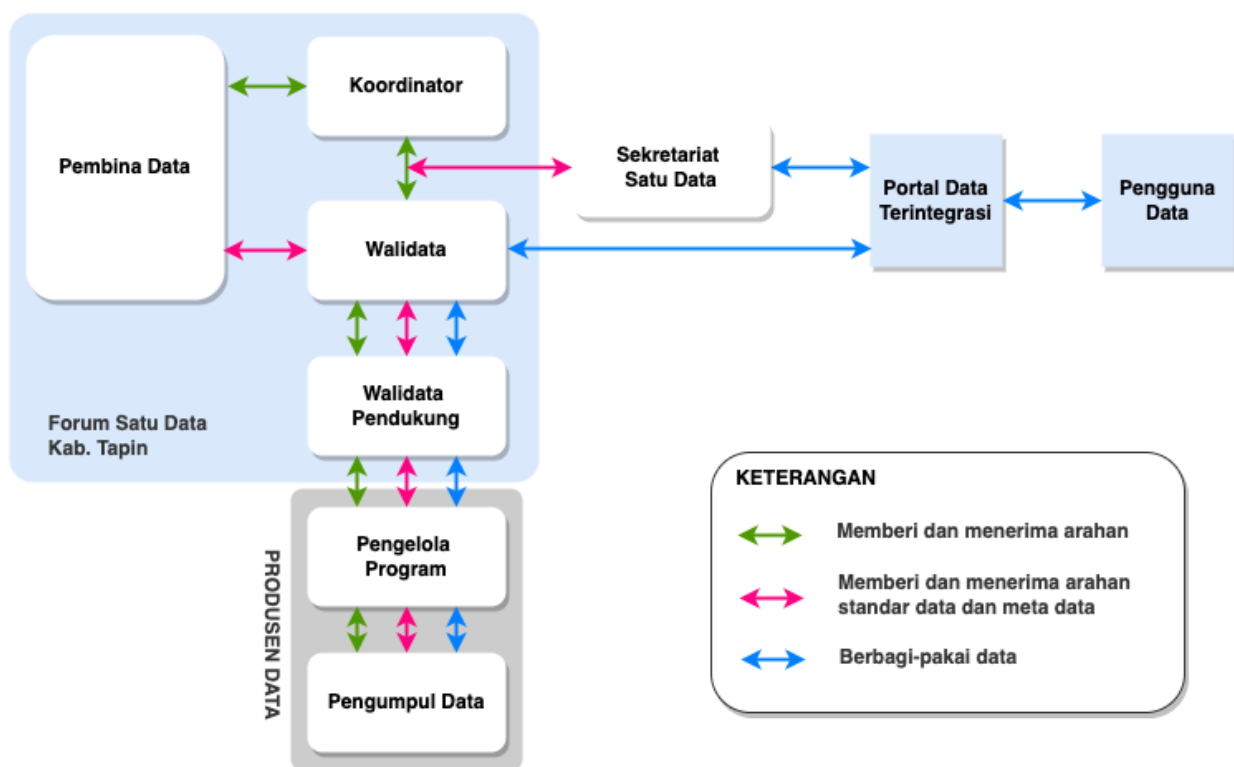 Pembina Data
Koordinator
Sekretariat
Satu Data
Portal Data
Terintegrasi
Pengguna
Data
Walidata
Walidata
Pendukung
Forum Satu Data
Kab. Tapin
PRODUSEN DATA
Pengelola
Program
Pengumpul Data
KETERANGAN
Memberi dan menerima arahan
Memberi dan menerima arahan
standar data dan meta data
Berbagi-pakai data